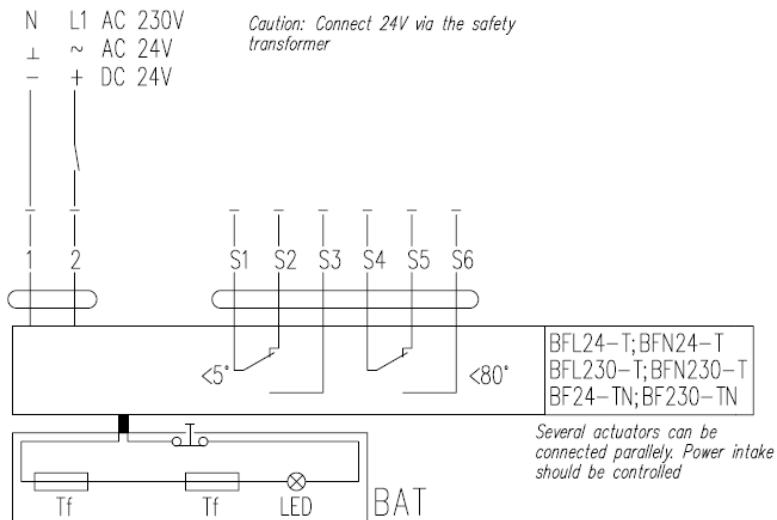 N L1 AC 230V
⊥ ~ AC 24V
− + DC 24V
Caution: Connect 24V via the safety
transformer
1 2 S1 S2 S3 S4 S5 S6
<5° <80°
BFL24-T;BFN24-T
BFL230-T;BFN230-T
BF24-TN;BF230-TN
Several actuators can be
connected parallely. Power intake
should be controlled
Tf Tf LED BAT